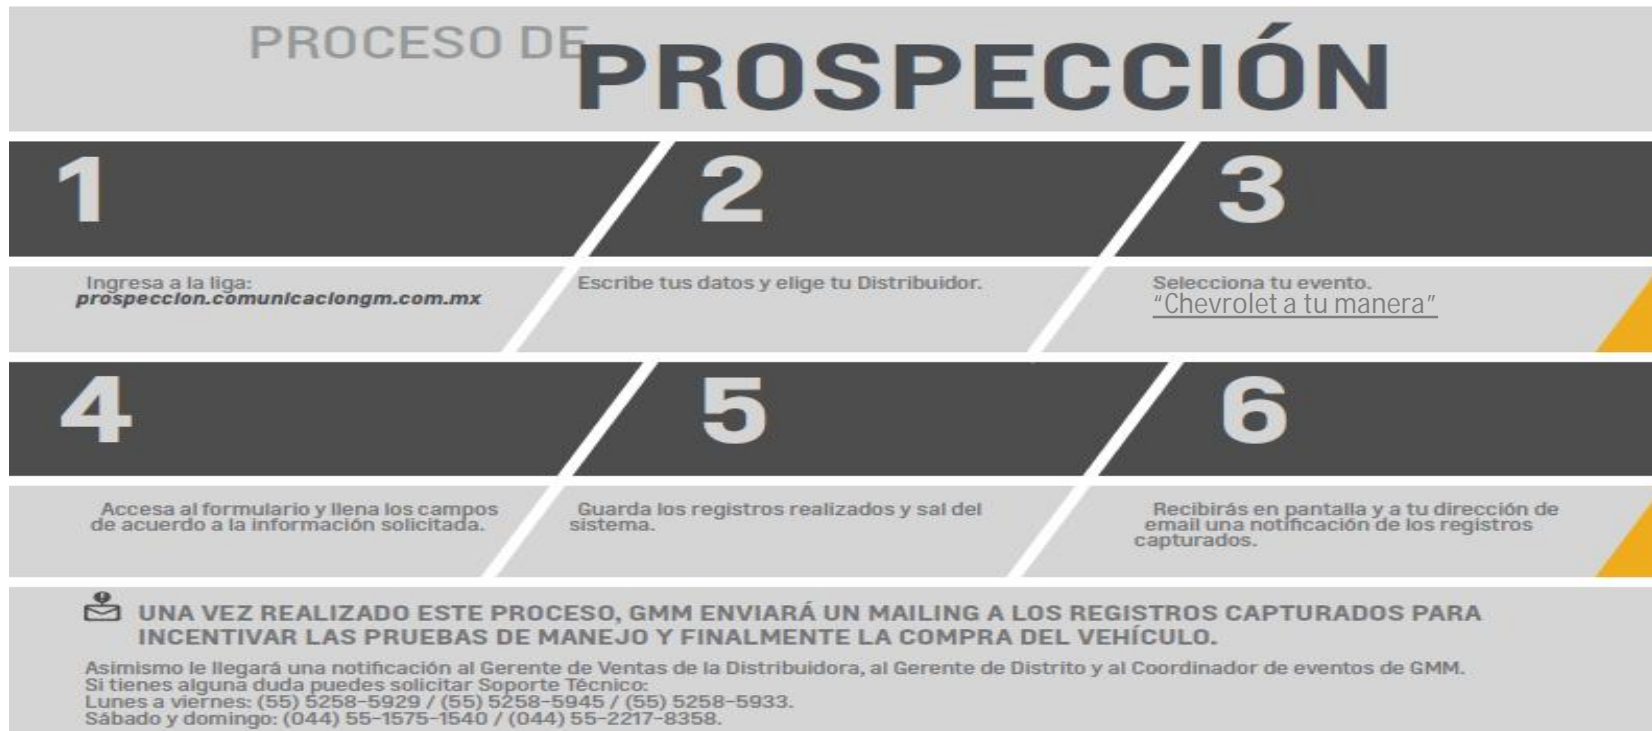 PROCESO DE
PROSPECCIÓN
1
2
3
Ingresa a la liga:
prospeccion.comunicaciongm.com.mx
Escribe tus datos y elige tu Distribuidor.
Selecciona tu evento.
"Chevrolet a tu manera"
4
5
6
Accesa al formulario y llena los campos
de acuerdo a la información solicitada.
Guarda los registros realizados y sal del
sistema.
Recibirás en pantalla y a tu dirección de
email una notificación de los registros
capturados.
UNA VEZ REALIZADO ESTE PROCESO, GMM ENVIARÁ UN MAILING A LOS REGISTROS CAPTURADOS PARA
INCENTIVAR LAS PRUEBAS DE MANEJO Y FINALMENTE LA COMPRA DEL VEHÍCULO.
Asimismo le llegará una notificación al Gerente de Ventas de la Distribuidora, al Gerente de Distrito y al Coordinador de eventos de GMM.
Si tienes alguna duda puedes solicitar Soporte Técnico:
Lunes a viernes: (55) 5258-5929 / (55) 5258-5945 / (55) 5258-5933.
Sábado y domingo: (044) 55-1575-1540 / (044) 55-2217-8358.